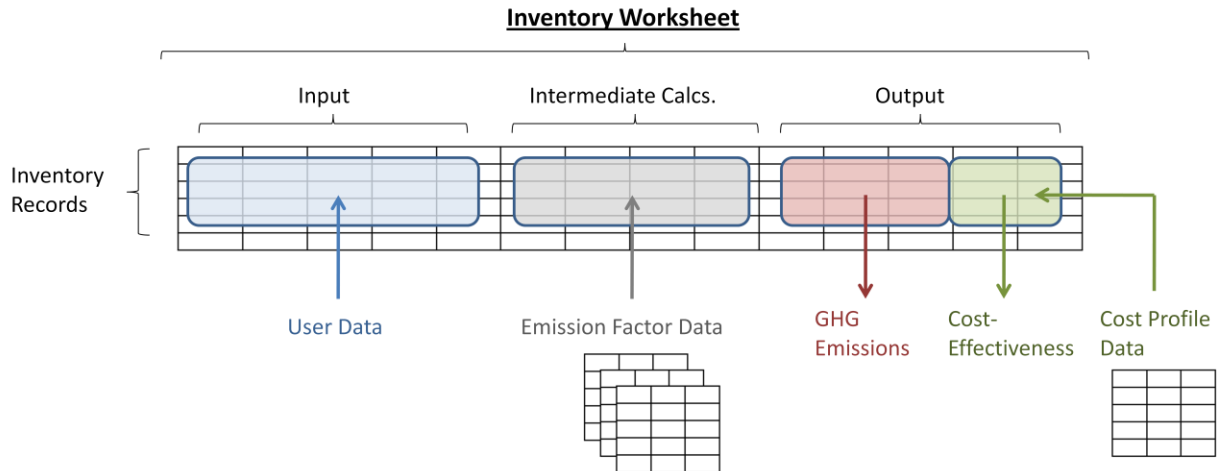 Inventory Worksheet
Input
Intermediate Calcs.
Output
Inventory
Records
User Data
Emission Factor Data
GHG
Emissions
Cost-
Effectiveness
Cost Profile
Data